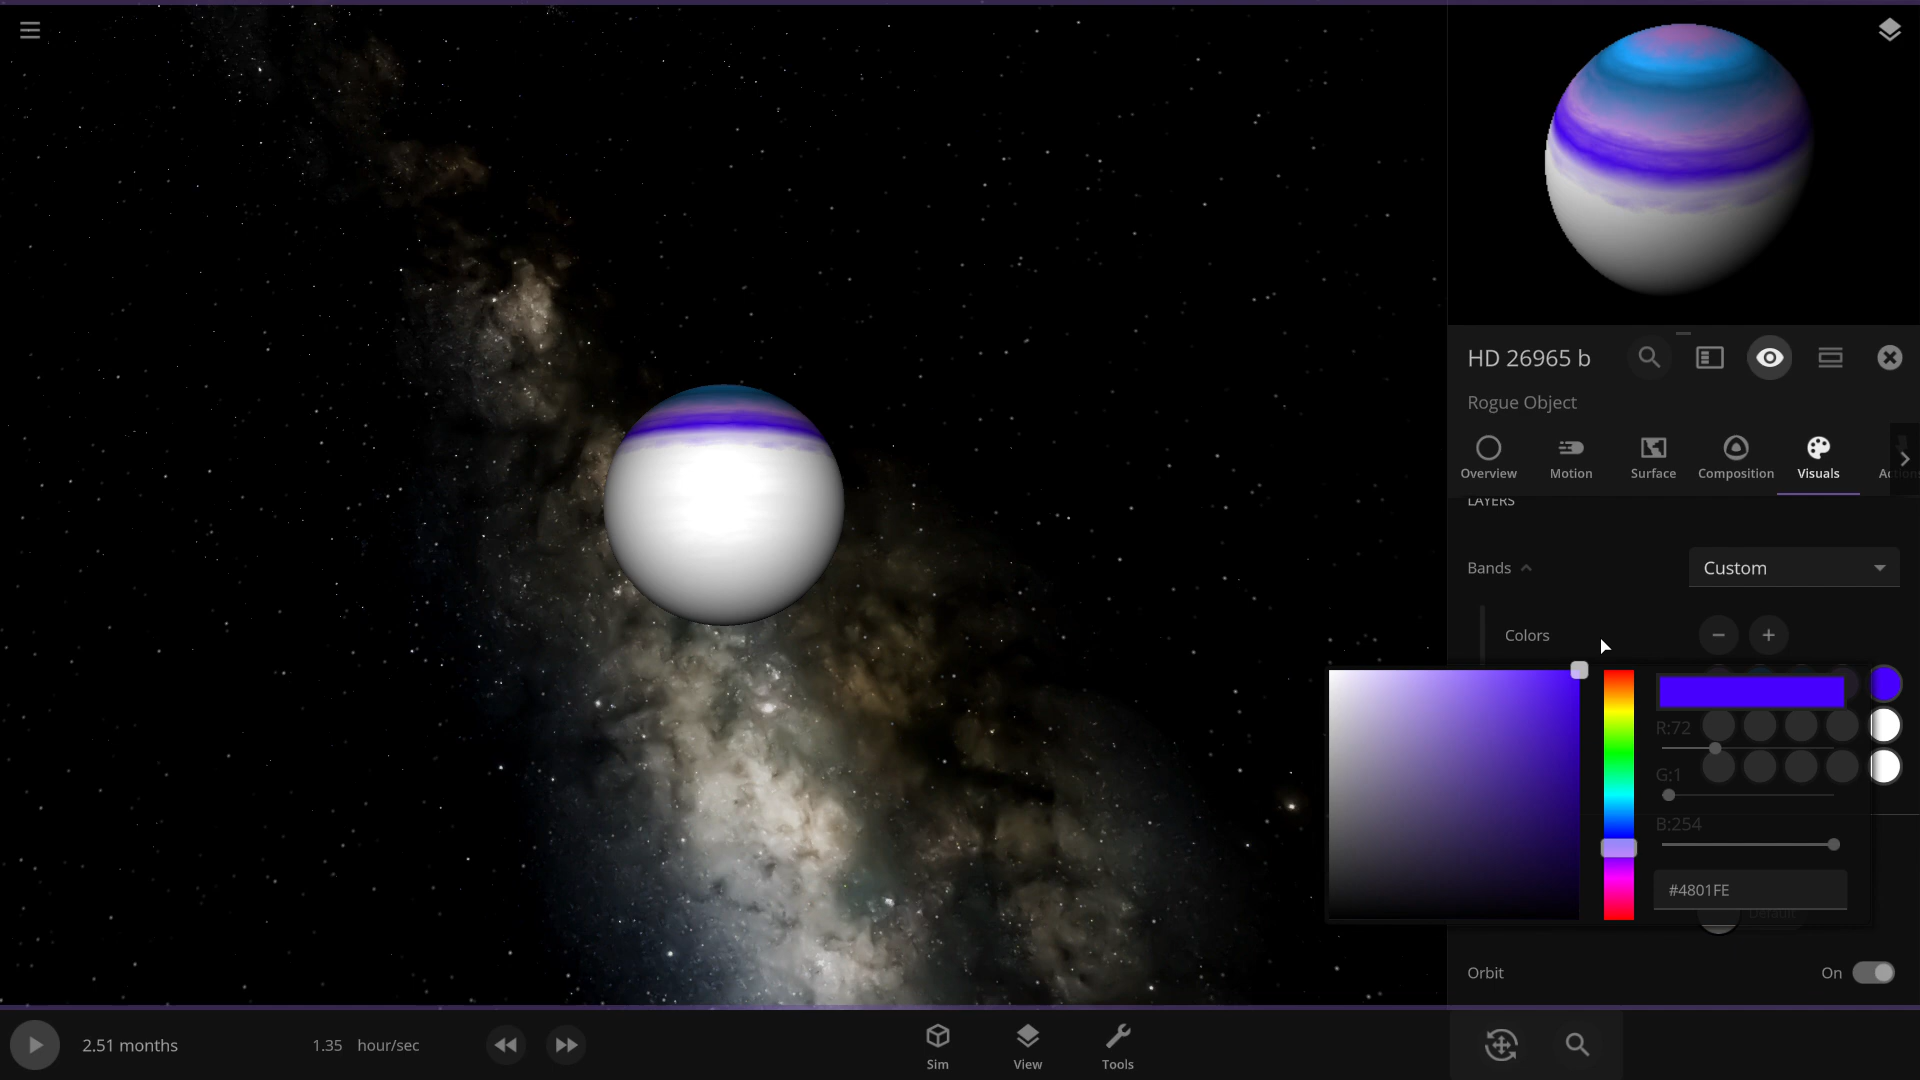 HD 26965 b
Rogue Object
Overview
Motion
Surface
Composition
Visuals
LAYERS
Bands
Custom
Colors
R:72
G:1
B:254
#4801FE
Default
Orbit
On
2.51 months
1.35 hour/sec
Sim
View
Tools